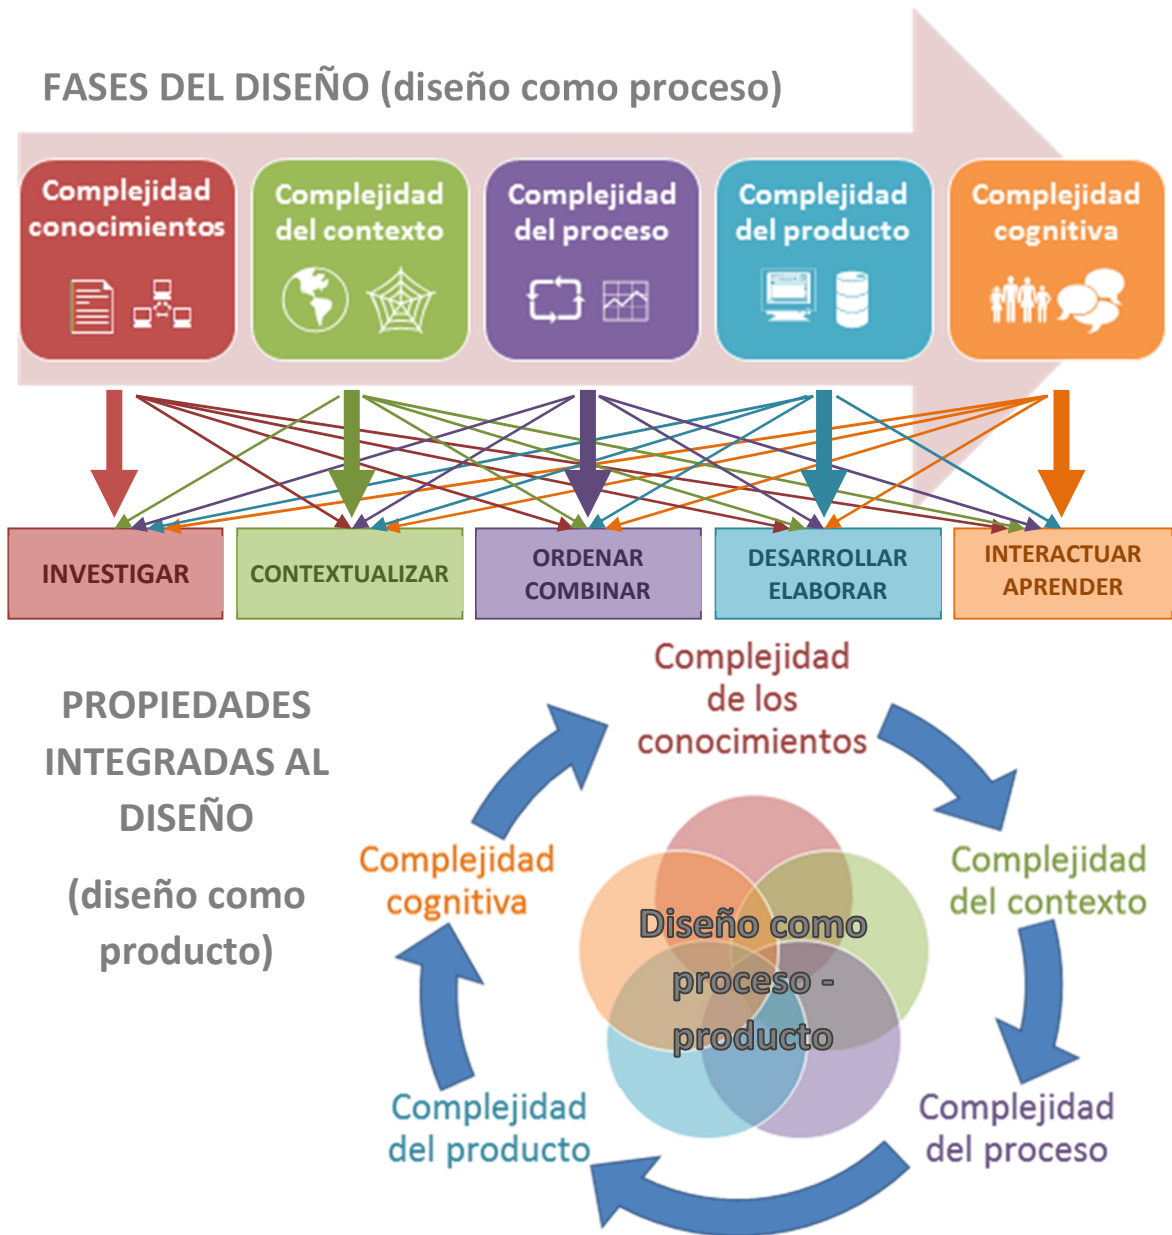 FASES DEL DISEÑO (diseño como proceso)
Complejidad
conocimientos
Complejidad
del contexto
Complejidad
del proceso
Complejidad
del producto
Complejidad
cognitiva
INVESTIGAR
CONTEXTUALIZAR
ORDENAR
COMBINAR
DESARROLLAR
ELABORAR
INTERACTUAR
APRENDER
PROPIEDADES
INTEGRADAS AL
DISEÑO
(diseño como
producto)
Complejidad
de los
conocimientos
Complejidad
del contexto
Complejidad
del proceso
Complejidad
del producto
Complejidad
cognitiva
Diseño como
proceso -
producto